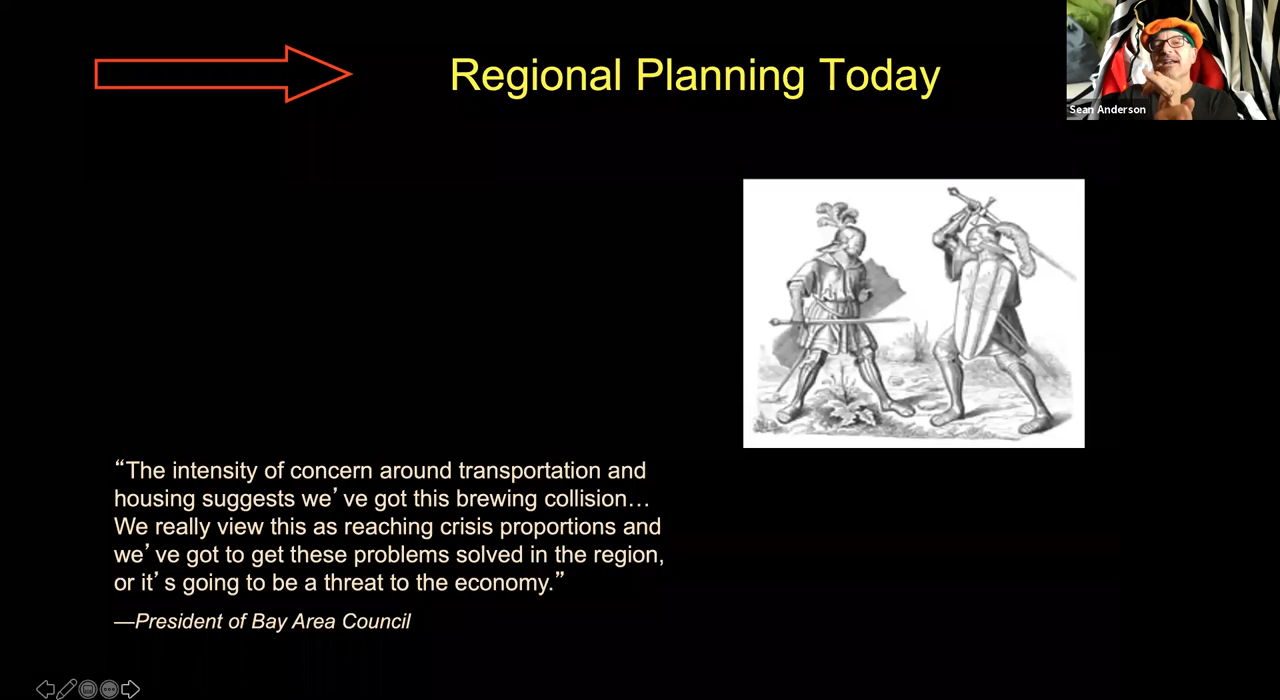 Regional Planning Today
Sean Anderson
“The intensity of concern around transportation and
housing suggests we’ve got this brewing collision…
We really view this as reaching crisis proportions and
we’ve got to get these problems solved in the region,
or it’s going to be a threat to the economy.”
—President of Bay Area Council